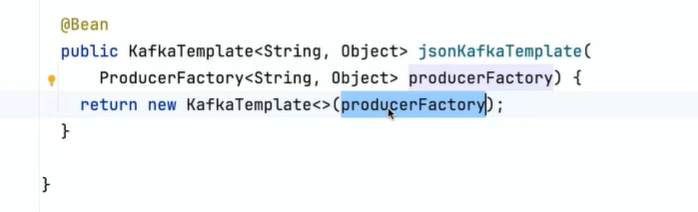 @Bean
public KafkaTemplate<String, Object> jsonKafkaTemplate(
ProducerFactory<String, Object> producerFactory) {
return new KafkaTemplate<>(producerFactory);
}
}